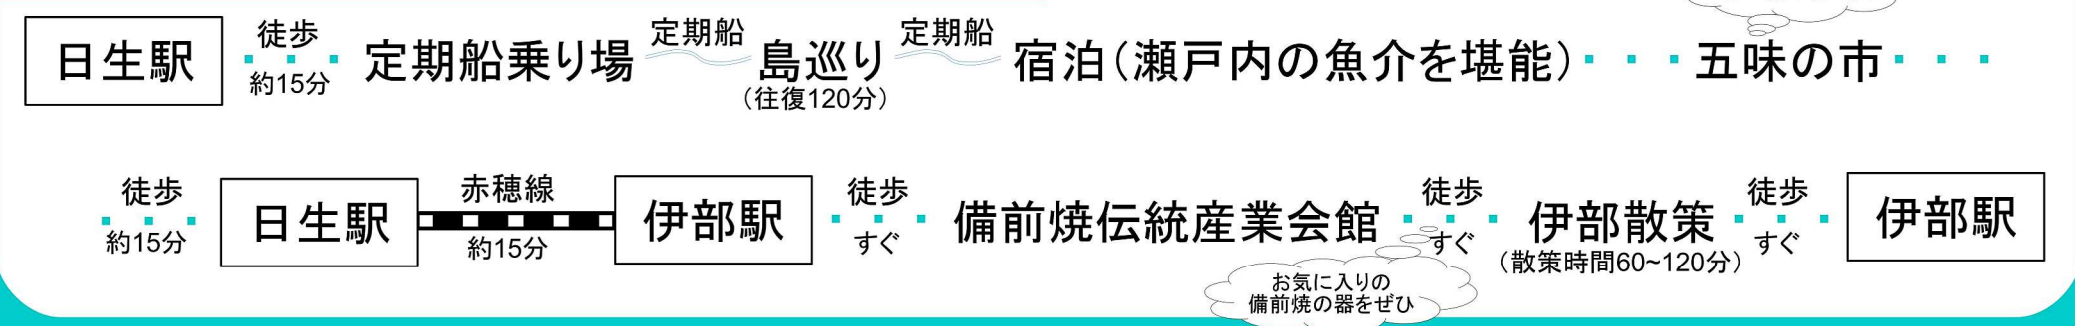 日生駅 徒歩 約15分 定期船乗り場 定期船 島巡り (往復120分) 定期船 宿泊(瀬戸内の魚介を堪能) 五味の市
徒歩 約15分 日生駅 赤穂線 約15分 伊部駅 徒歩 すぐ 備前焼伝統産業会館 徒歩 すぐ 伊部散策 (散策時間60~120分) 徒歩 すぐ 伊部駅
お気に入りの
備前焼の器をぜひ